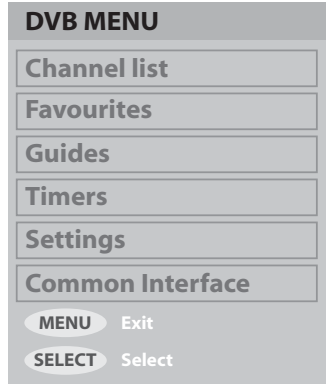 DVB MENU
Channel list
Favourites
Guides
Timers
Settings
Common Interface
MENU Exit
SELECT Select